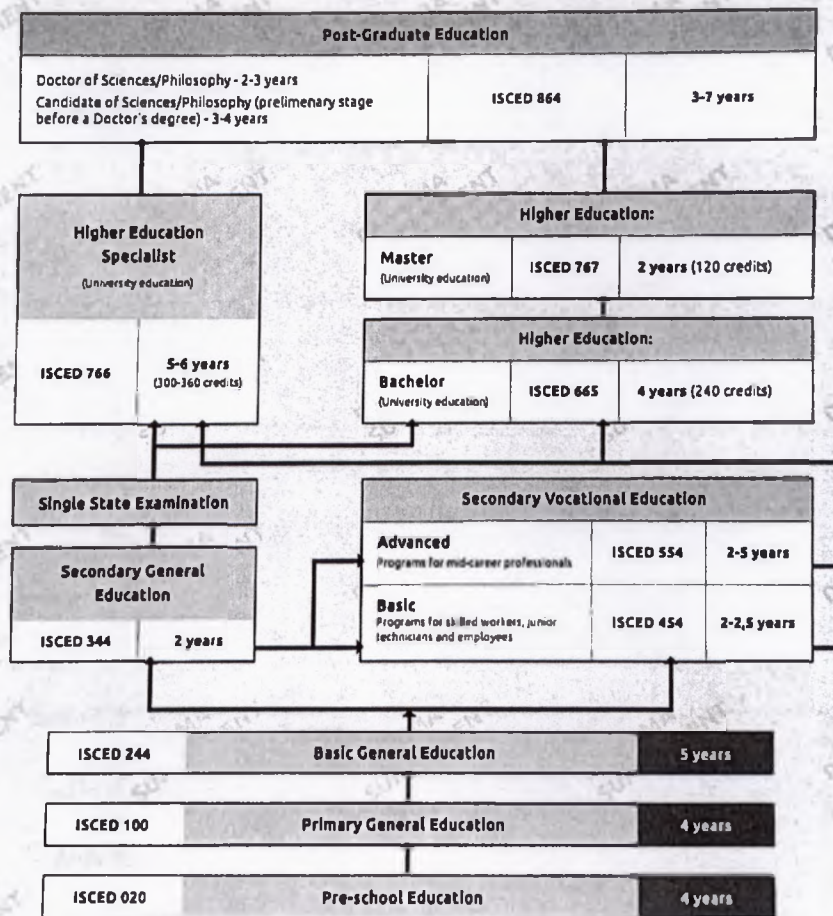 Post-Graduate Education
Doctor of Sciences/Philosophy - 2-3 years
Candidate of Sciences/Philosophy (prelimenary stage
before a Doctor's degree) - 3-4 years
ISCED 864
3-7 years
Higher Education
Specialist
(University education)
ISCED 766
5-6 years
(300-360 credits)
Higher Education:
Master
(University education)
ISCED 767
2 years (120 credits)
Higher Education:
Bachelor
(University education)
ISCED 665
4 years (240 credits)
Single State Examination
Secondary General
Education
ISCED 344
2 years
Secondary Vocational Education
Advanced
Programs for mid-career professionals
ISCED 554
2-5 years
Basic
Programs for skilled workers, junior
technicians and employees
ISCED 454
2-2,5 years
ISCED 244
Basic General Education
5 years
ISCED 100
Primary General Education
4 years
ISCED 020
Pre-school Education
4 years